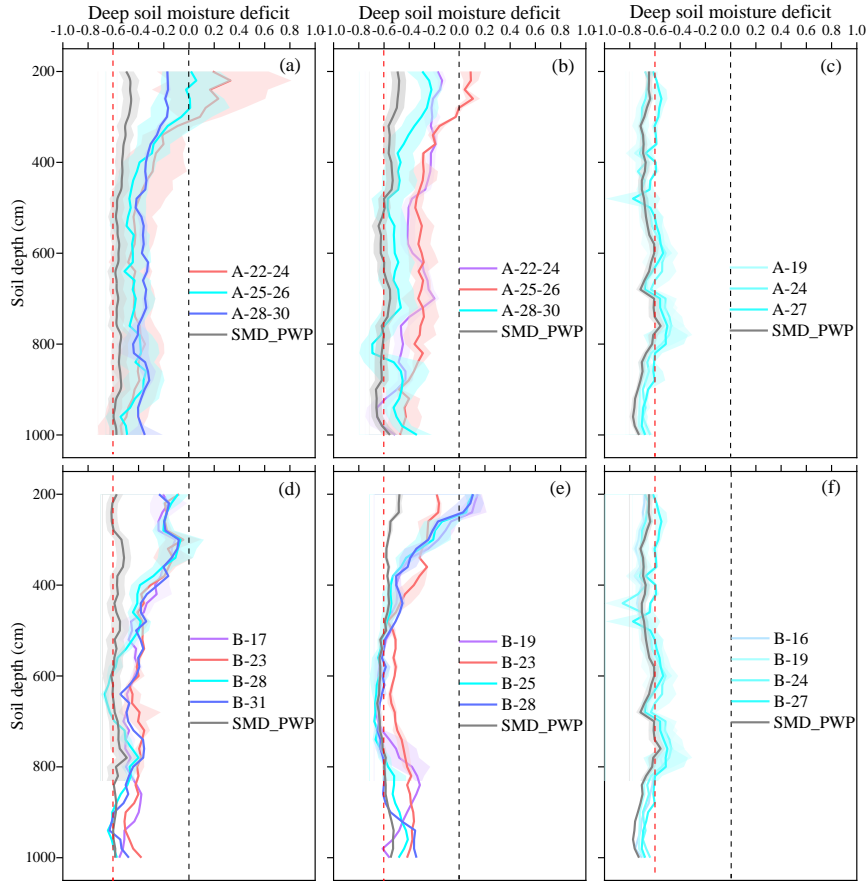 Deep soil moisture deficit Deep soil moisture deficit Deep soil moisture deficit
-1.0 -0.8 -0.6 -0.4 -0.2 0.0 0.2 0.4 0.6 0.8 1.0 -0.8 -0.6 -0.4 -0.2 0.0 0.2 0.4 0.6 0.8 1.0 -0.8 -0.6 -0.4 -0.2 0.0 0.2 0.4 0.6 0.8 1.0
(a)
200
400
600
800
1000
Soil depth (cm)
A-22-24
A-25-26
A-28-30
SMD_PWP
(b)
A-22-24
A-25-26
A-28-30
SMD_PWP
(c)
A-19
A-24
A-27
SMD_PWP
(d)
200
400
600
800
1000
Soil depth (cm)
B-17
B-23
B-28
B-31
SMD_PWP
(e)
B-19
B-23
B-25
B-28
SMD_PWP
(f)
B-16
B-19
B-24
B-27
SMD_PWP